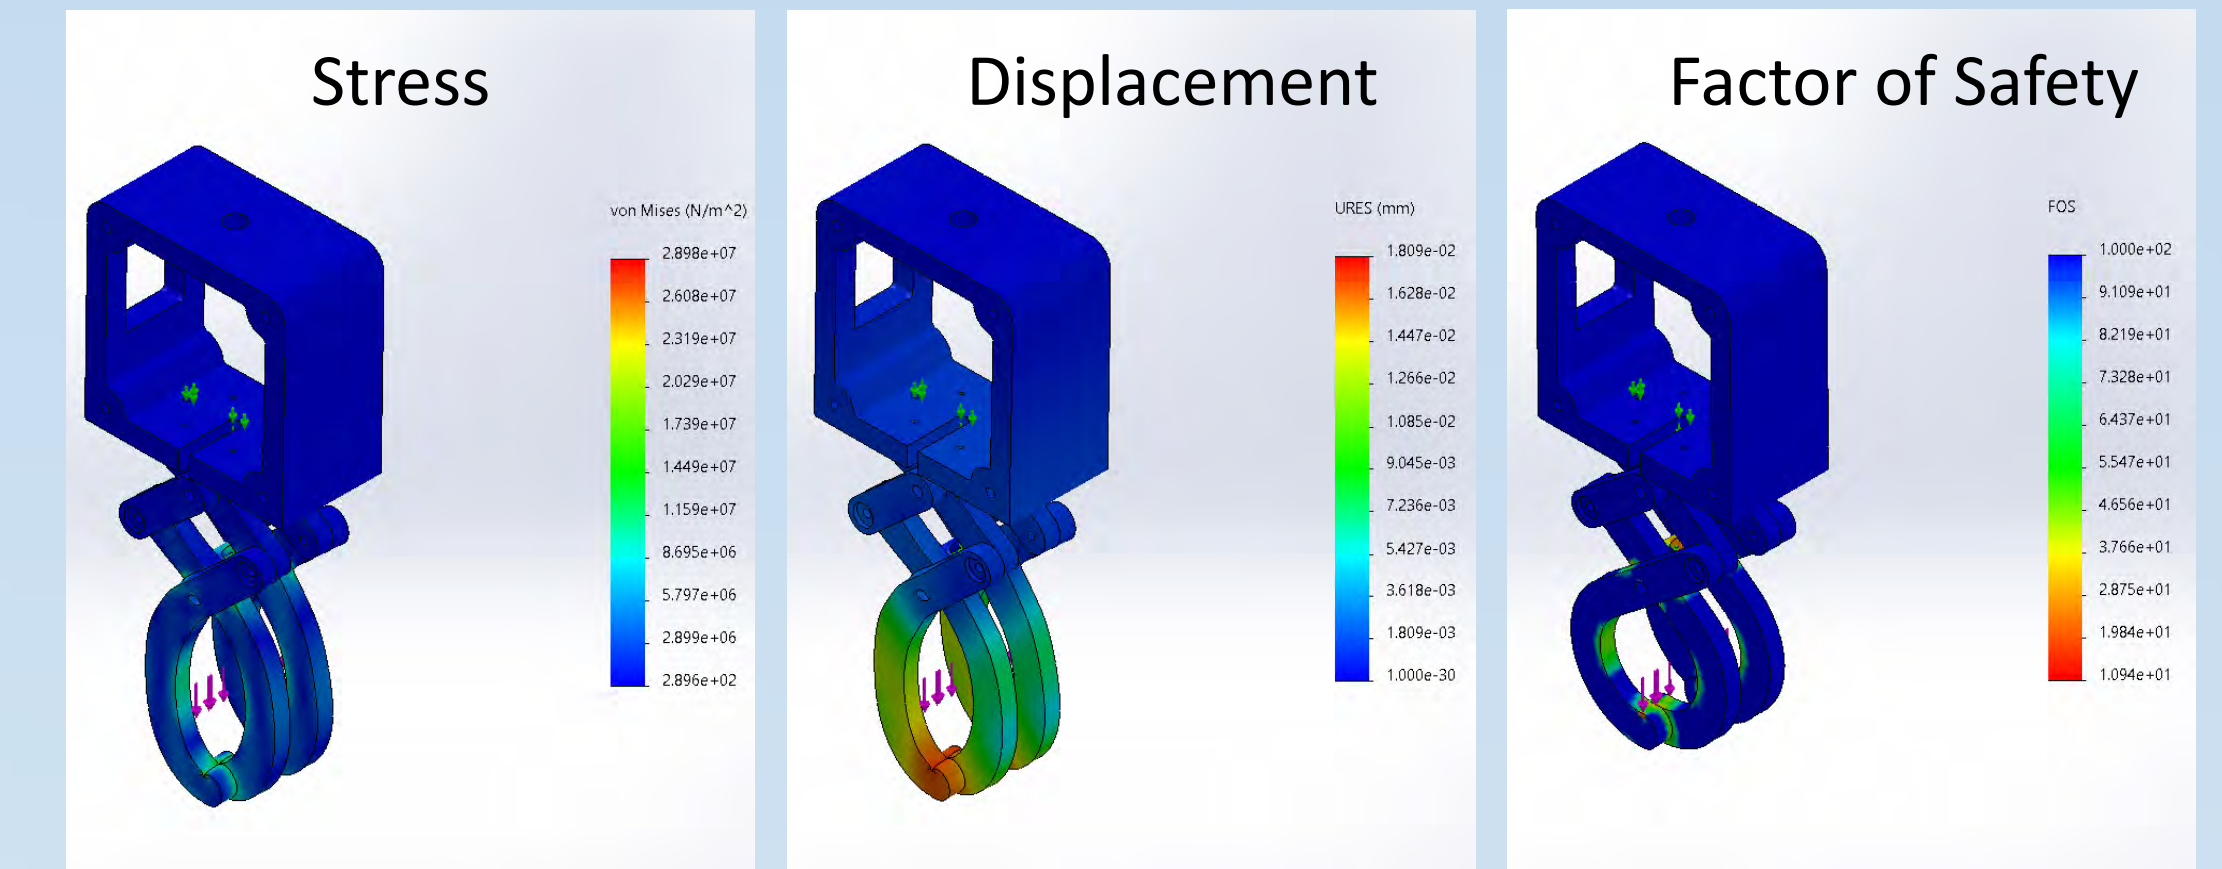 Stress
von Mises (N/m^2)
2.898e+07
2.608e+07
2.319e+07
2.029e+07
1.739e+07
1.449e+07
1.159e+07
8.695e+06
5.797e+06
2.899e+06
2.896e+02
Displacement
URES (mm)
1.809e-02
1.628e-02
1.447e-02
1.266e-02
1.085e-02
9.045e-03
7.236e-03
5.427e-03
3.618e-03
1.809e-03
1.000e-30
Factor of Safety
FOS
1.000e+02
9.109e+01
8.219e+01
7.328e+01
6.437e+01
5.547e+01
4.656e+01
3.766e+01
2.875e+01
1.984e+01
1.094e+01